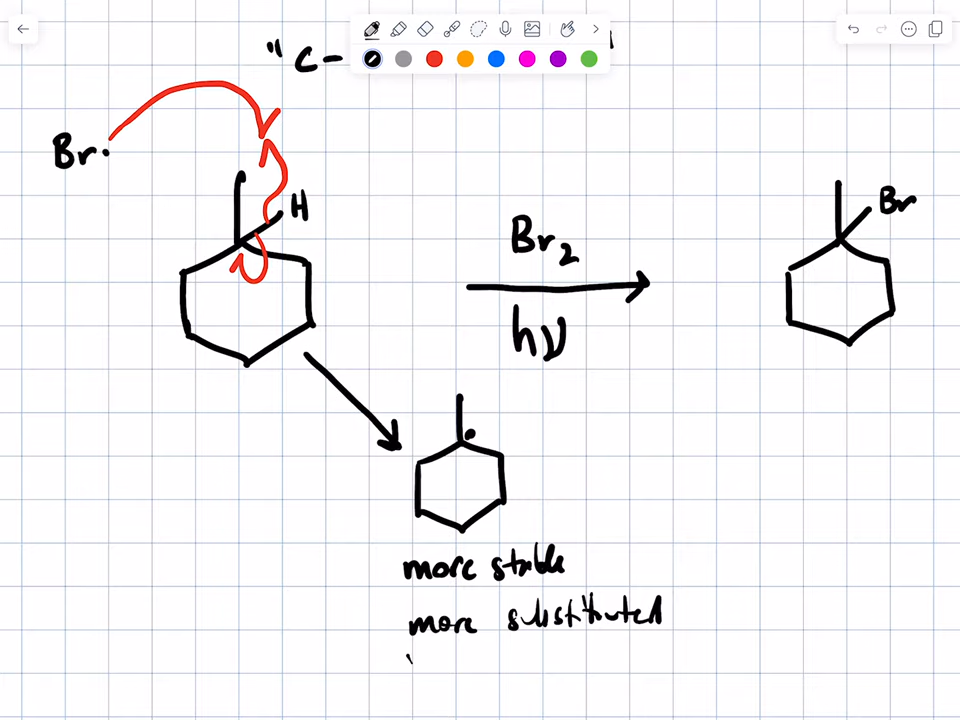 "C-
Br·
H
Br2
hν
Br
more stable
more substituted